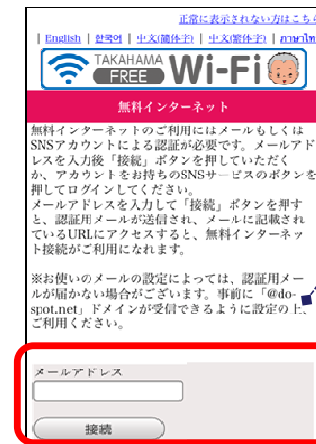 正常に表示されない方はこちら
| English | 한국어 | 中文(簡体字) | 中文(繁体字) | ภาษาไทย
TAKAHAMA
FREE
Wi-Fi
無料インターネット
無料インターネットのご利用にはメールもしくは
SNSアカウントによる認証が必要です。メールアド
レスを入力後「接続」ボタンを押していただく
か、アカウントをお持ちのSNSサービスのボタンを
押してログインしてください。
メールアドレスを入力して「接続」ボタンを押す
と、認証用メールが送信され、メールに記載され
ているURLにアクセスすると、無料インターネッ
ト接続がご利用になれます。
※お使いのメールの設定によっては、認証用メー
ルが届かない場合がございます。事前に「@do-
spot.net」ドメインが受信できるように設定の上、
ご利用ください。
メールアドレス
接続